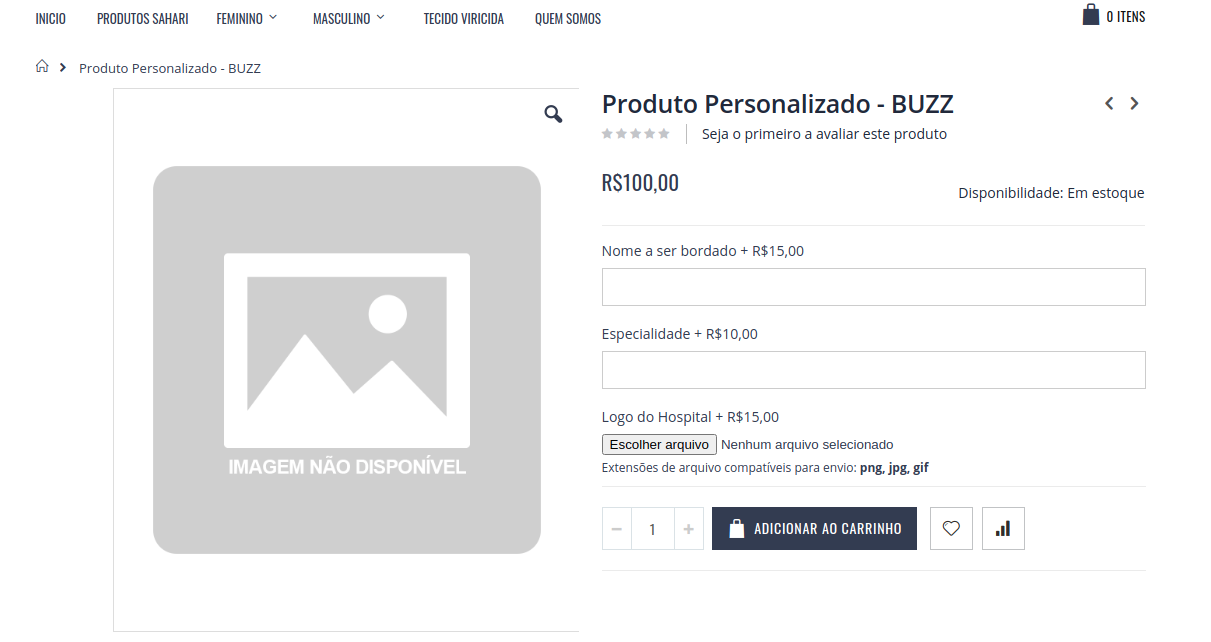 INICIO PRODUTOS SAHARI FEMININO MASCULINO TECIDO VIRICIDA QUEM SOMOS 0 ITENS
Produto Personalizado - BUZZ
Produto Personalizado - BUZZ
Seja o primeiro a avaliar este produto
R$100,00
Disponibilidade: Em estoque
Nome a ser bordado + R$15,00
Especialidade + R$10,00
Logo do Hospital + R$15,00
Escolher arquivo Nenhum arquivo selecionado
Extensões de arquivo compatíveis para envio: png, jpg, gif
IMAGEM NÃO DISPONÍVEL
− 1 + ADICIONAR AO CARRINHO